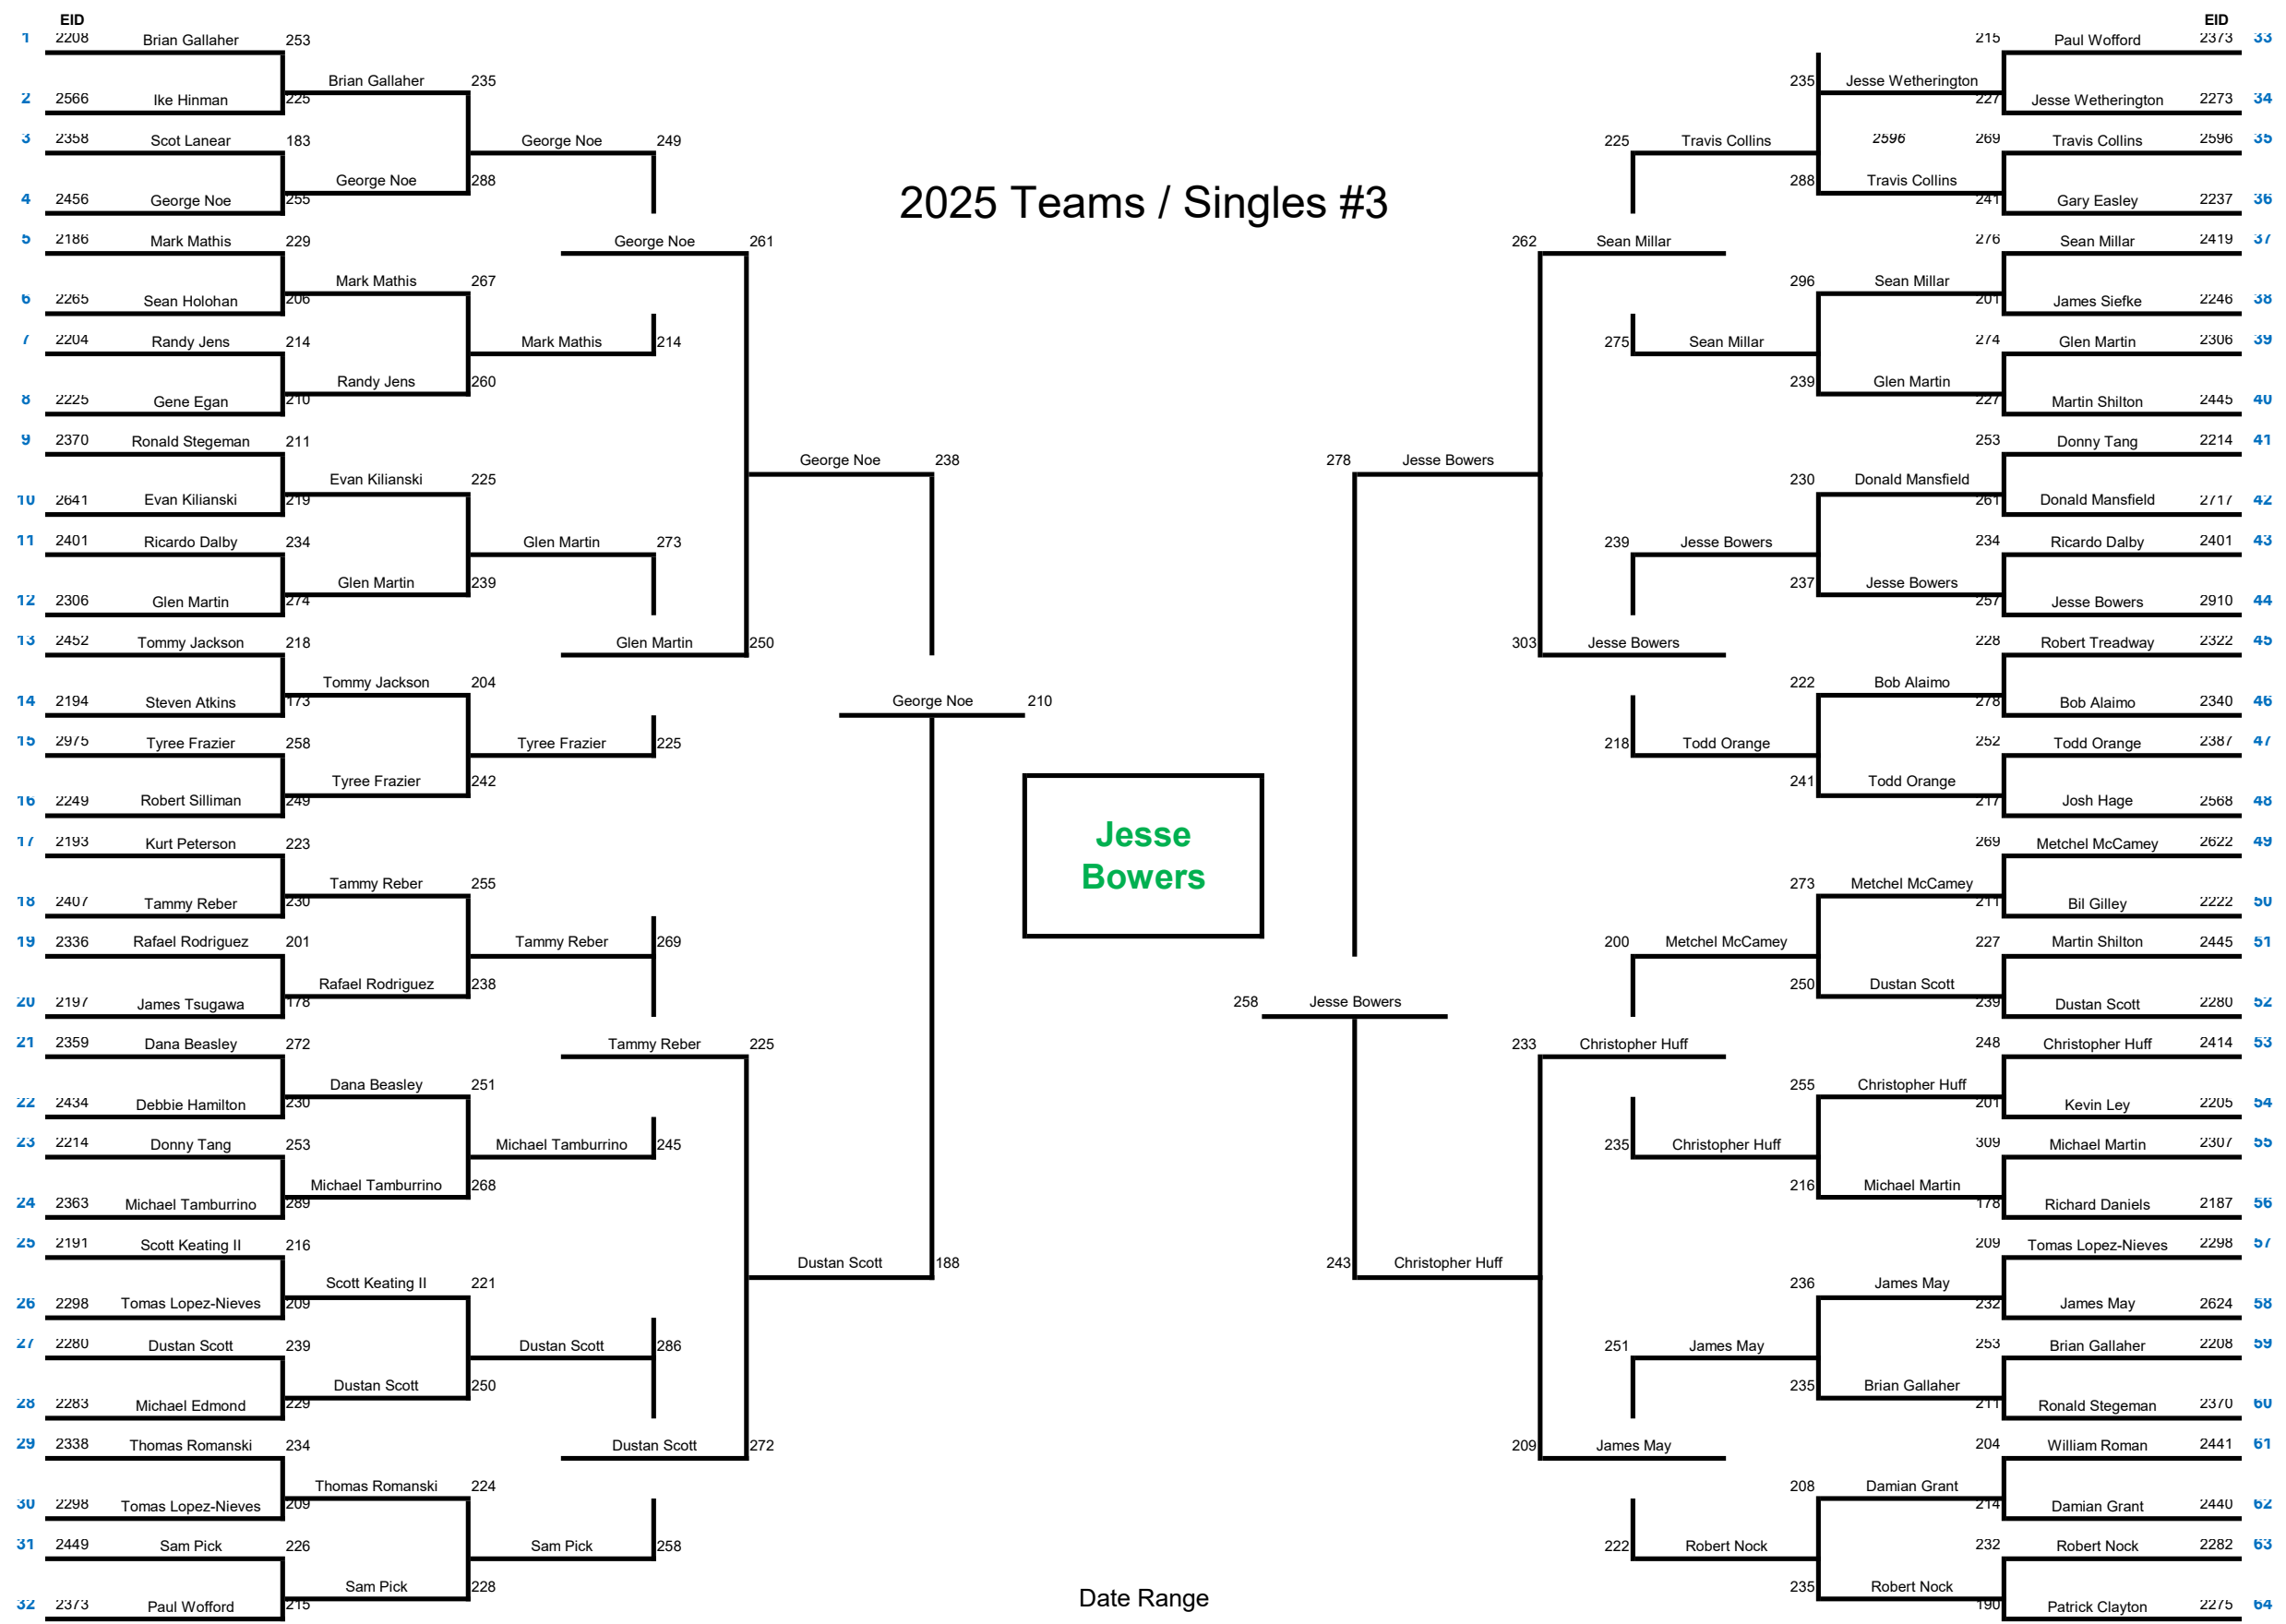 EID EID
1 2208 Brian Gallaher 253 215 Paul Wofford 2373 33
Brian Gallaher 235 235 Jesse Wetherington
2 2566 Ike Hinman 225 227 Jesse Wetherington 2273 34
3 2358 Scot Lanear 183 George Noe 249 225 Travis Collins 2596 269 Travis Collins 2596 35
George Noe 288 288 Travis Collins
4 2456 George Noe 255 241 Gary Easley 2237 36
2025 Teams / Singles #3
5 2186 Mark Mathis 229 George Noe 261 262 Sean Millar 276 Sean Millar 2419 37
Mark Mathis 267 296 Sean Millar
6 2265 Sean Holohan 206 201 James Siefke 2246 38
7 2204 Randy Jens 214 Mark Mathis 214 275 Sean Millar 274 Glen Martin 2306 39
Randy Jens 260 239 Glen Martin
8 2225 Gene Egan 210 227 Martin Shilton 2445 40
9 2370 Ronald Stegeman 211 253 Donny Tang 2214 41
George Noe 238 278 Jesse Bowers
Evan Kilianski 225 230 Donald Mansfield
10 2641 Evan Kilianski 219 261 Donald Mansfield 2717 42
11 2401 Ricardo Dalby 234 Glen Martin 273 239 Jesse Bowers 234 Ricardo Dalby 2401 43
Glen Martin 239 237 Jesse Bowers
12 2306 Glen Martin 274 257 Jesse Bowers 2910 44
13 2452 Tommy Jackson 218 Glen Martin 250 303 Jesse Bowers 228 Robert Treadway 2322 45
Tommy Jackson 204 222 Bob Alaimo
14 2194 Steven Atkins 173 George Noe 210 278 Bob Alaimo 2340 46
15 2975 Tyree Frazier 258 Tyree Frazier 225 218 Todd Orange 252 Todd Orange 2387 47
Tyree Frazier 242 241 Todd Orange
16 2249 Robert Silliman 249 217 Josh Hage 2568 48
Jesse
Bowers
17 2193 Kurt Peterson 223 269 Metchel McCamey 2622 49
Tammy Reber 255 273 Metchel McCamey
18 2407 Tammy Reber 230 211 Bil Gilley 2222 50
19 2336 Rafael Rodriguez 201 Tammy Reber 269 200 Metchel McCamey 227 Martin Shilton 2445 51
Rafael Rodriguez 238 250 Dustan Scott
20 2197 James Tsugawa 178 258 Jesse Bowers 239 Dustan Scott 2280 52
21 2359 Dana Beasley 272 Tammy Reber 225 233 Christopher Huff 248 Christopher Huff 2414 53
Dana Beasley 251 255 Christopher Huff
22 2434 Debbie Hamilton 230 201 Kevin Ley 2205 54
23 2214 Donny Tang 253 Michael Tamburrino 245 235 Christopher Huff 309 Michael Martin 2307 55
Michael Tamburrino 268 216 Michael Martin
24 2363 Michael Tamburrino 289 178 Richard Daniels 2187 56
25 2191 Scott Keating II 216 209 Tomas Lopez-Nieves 2298 57
Dustan Scott 188 243 Christopher Huff
Scott Keating II 221 236 James May
26 2298 Tomas Lopez-Nieves 209 232 James May 2624 58
27 2280 Dustan Scott 239 Dustan Scott 286 251 James May 253 Brian Gallaher 2208 59
Dustan Scott 250 235 Brian Gallaher
28 2283 Michael Edmond 229 211 Ronald Stegeman 2370 60
29 2338 Thomas Romanski 234 Dustan Scott 272 209 James May 204 William Roman 2441 61
Thomas Romanski 224 208 Damian Grant
30 2298 Tomas Lopez-Nieves 209 214 Damian Grant 2440 62
31 2449 Sam Pick 226 Sam Pick 258 222 Robert Nock 232 Robert Nock 2282 63
Sam Pick 228 235 Robert Nock
Date Range
32 2373 Paul Wofford 215 190 Patrick Clayton 2275 64